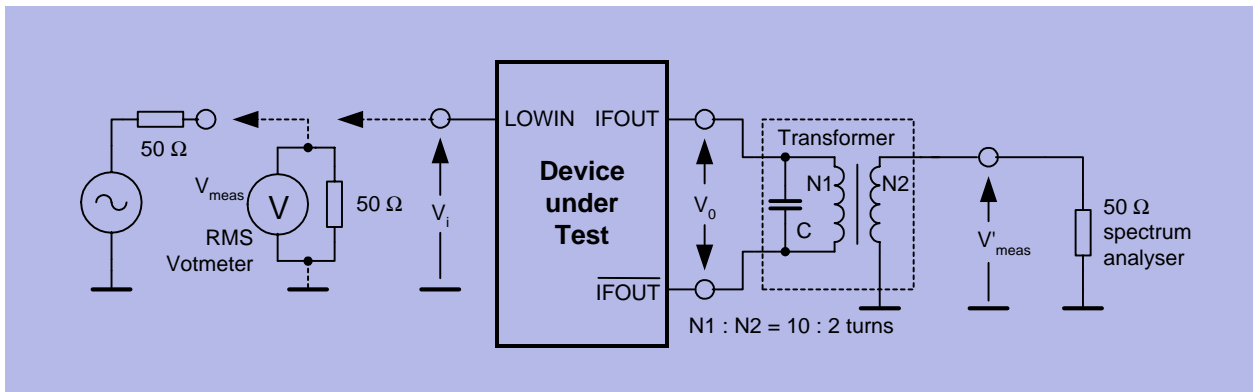 50 Ω
V meas
V
RMS
Votmeter
50 Ω
Vi
LOWIN
IFOUT
Device
under
Test
IFOUT
V0
Transformer
N1
N2
C
N1 : N2 = 10 : 2 turns
V'meas
50 Ω
spectrum
analyser